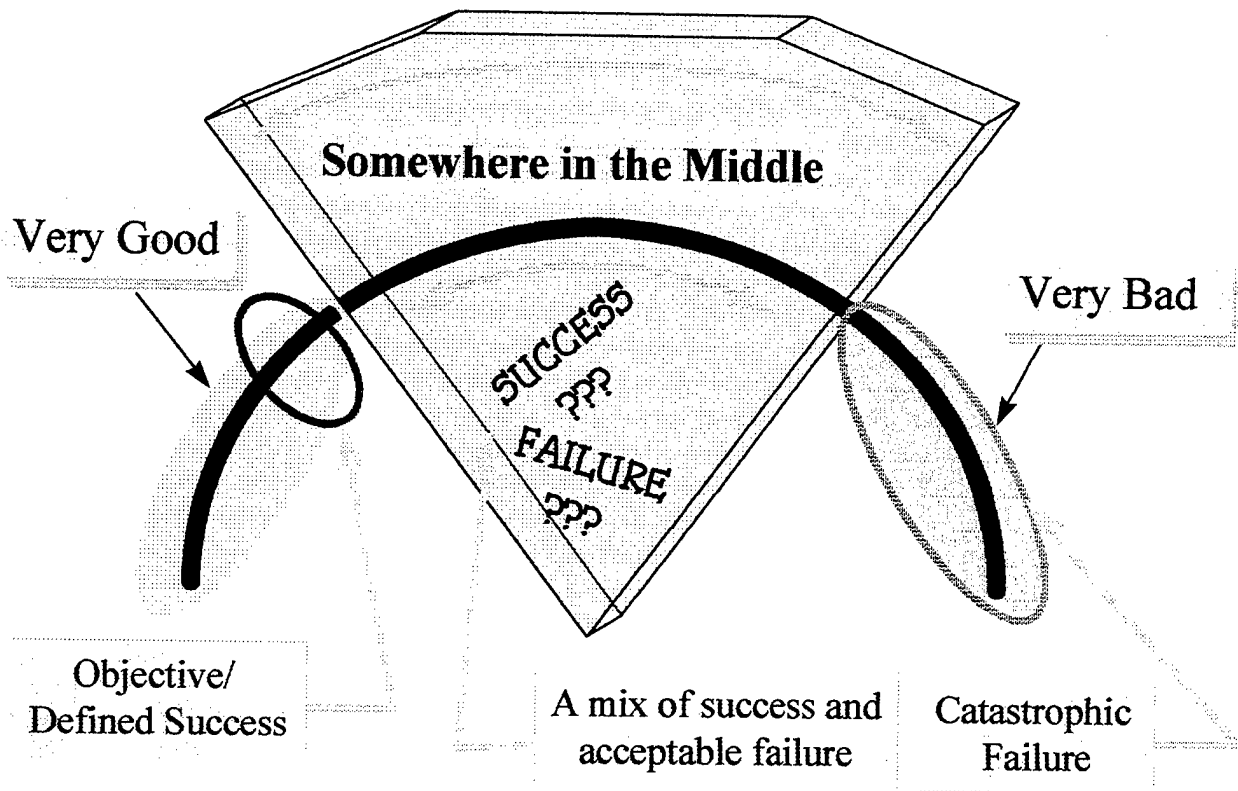 Somewhere in the Middle
Very Good
Very Bad
SUCCESS
???
FAILURE
???
Objective/
Defined Success
A mix of success and
acceptable failure
Catastrophic
Failure